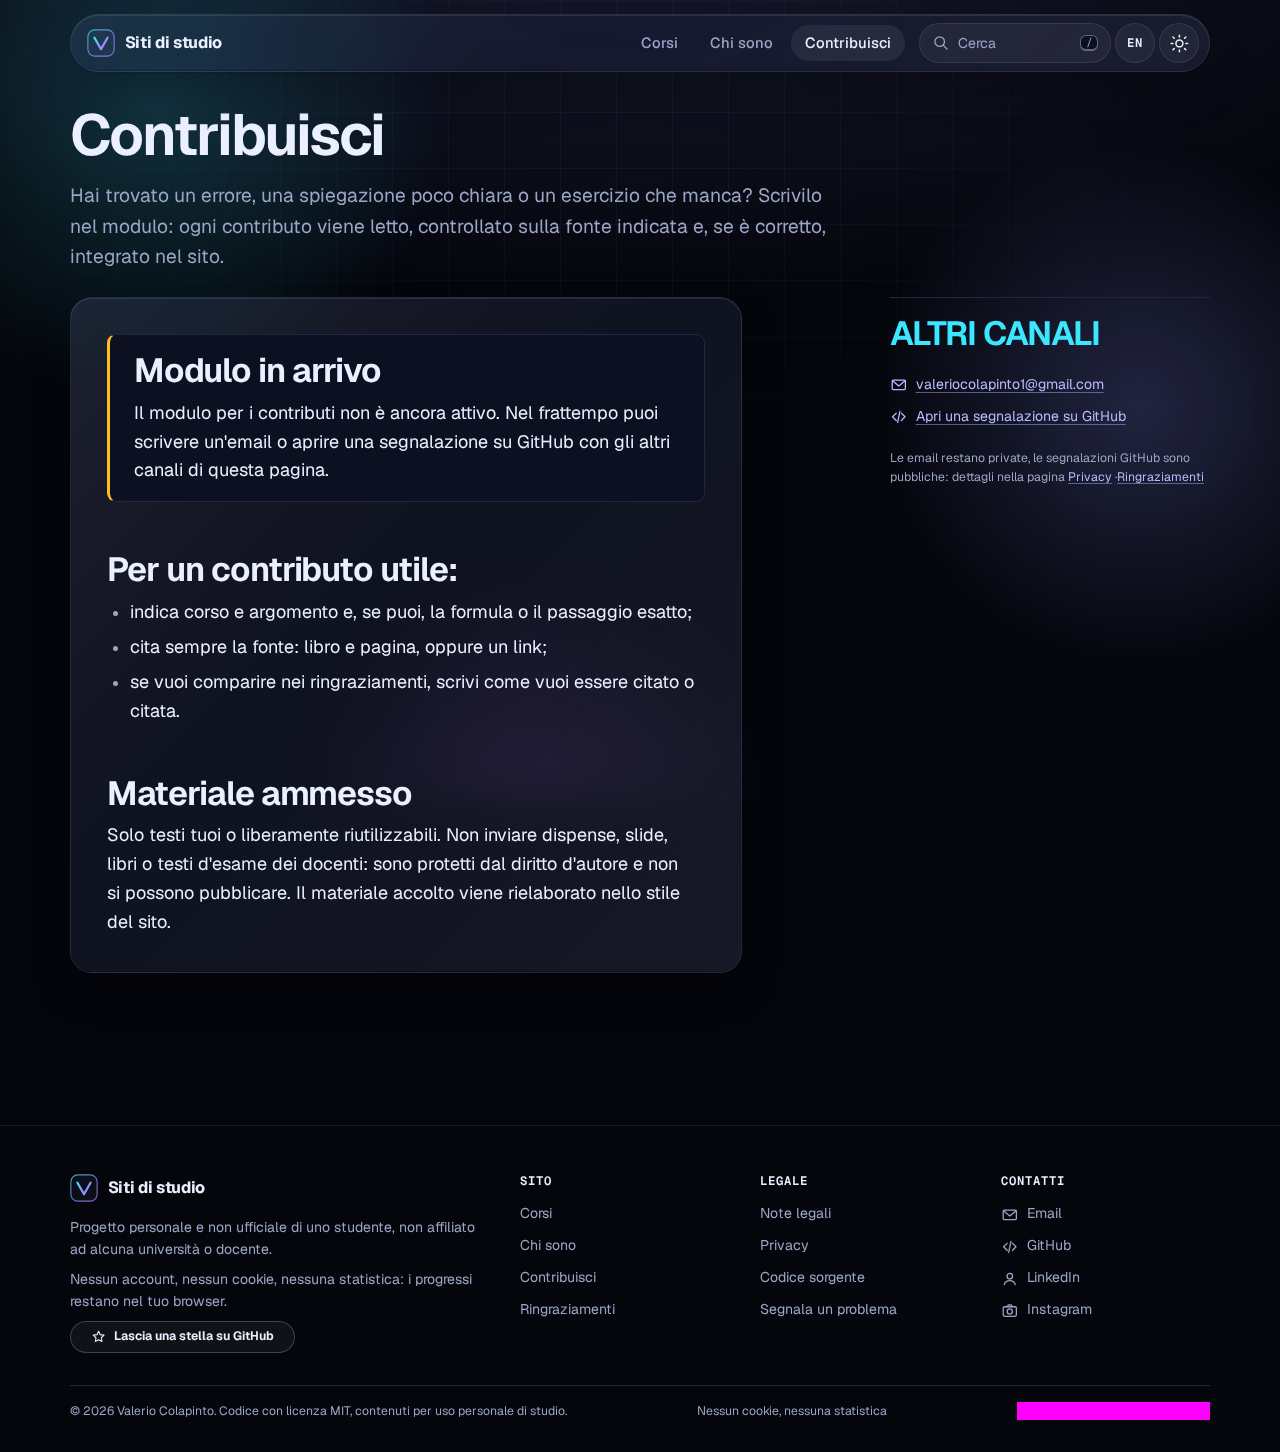 Siti di studio
Corsi
Chi sono
Contribuisci
Cerca
/
EN
Contribuisci
Hai trovato un errore, una spiegazione poco chiara o un esercizio che manca? Scrivilo
nel modulo: ogni contributo viene letto, controllato sulla fonte indicata e, se è corretto,
integrato nel sito.
Modulo in arrivo
Il modulo per i contributi non è ancora attivo. Nel frattempo puoi
scrivere un'email o aprire una segnalazione su GitHub con gli altri
canali di questa pagina.
Per un contributo utile:
• indica corso e argomento e, se puoi, la formula o il passaggio esatto;
• cita sempre la fonte: libro e pagina, oppure un link;
• se vuoi comparire nei ringraziamenti, scrivi come vuoi essere citato o
citata.
Materiale ammesso
Solo testi tuoi o liberamente riutilizzabili. Non inviare dispense, slide,
libri o testi d'esame dei docenti: sono protetti dal diritto d'autore e non
si possono pubblicare. Il materiale accolto viene rielaborato nello stile
del sito.
ALTRI CANALI
valeriocolapinto1@gmail.com
Apri una segnalazione su GitHub
Le email restano private, le segnalazioni GitHub sono
pubbliche: dettagli nella pagina Privacy ·Ringraziamenti
Siti di studio
Progetto personale e non ufficiale di uno studente, non affiliato
ad alcuna università o docente.
Nessun account, nessun cookie, nessuna statistica: i progressi
restano nel tuo browser.
Lascia una stella su GitHub
SITO
Corsi
Chi sono
Contribuisci
Ringraziamenti
LEGALE
Note legali
Privacy
Codice sorgente
Segnala un problema
CONTATTI
Email
GitHub
LinkedIn
Instagram
© 2026 Valerio Colapinto. Codice con licenza MIT, contenuti per uso personale di studio.
Nessun cookie, nessuna statistica